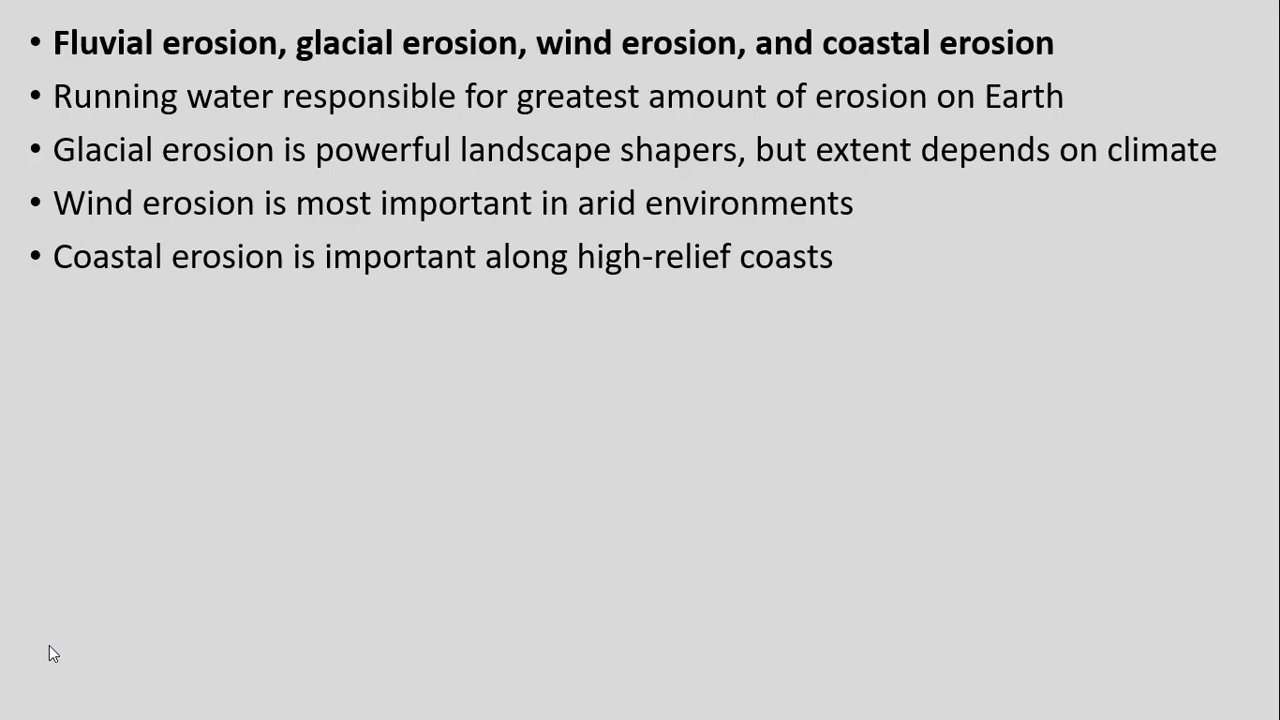 • Fluvial erosion, glacial erosion, wind erosion, and coastal erosion
• Running water responsible for greatest amount of erosion on Earth
• Glacial erosion is powerful landscape shapers, but extent depends on climate
• Wind erosion is most important in arid environments
• Coastal erosion is important along high-relief coasts